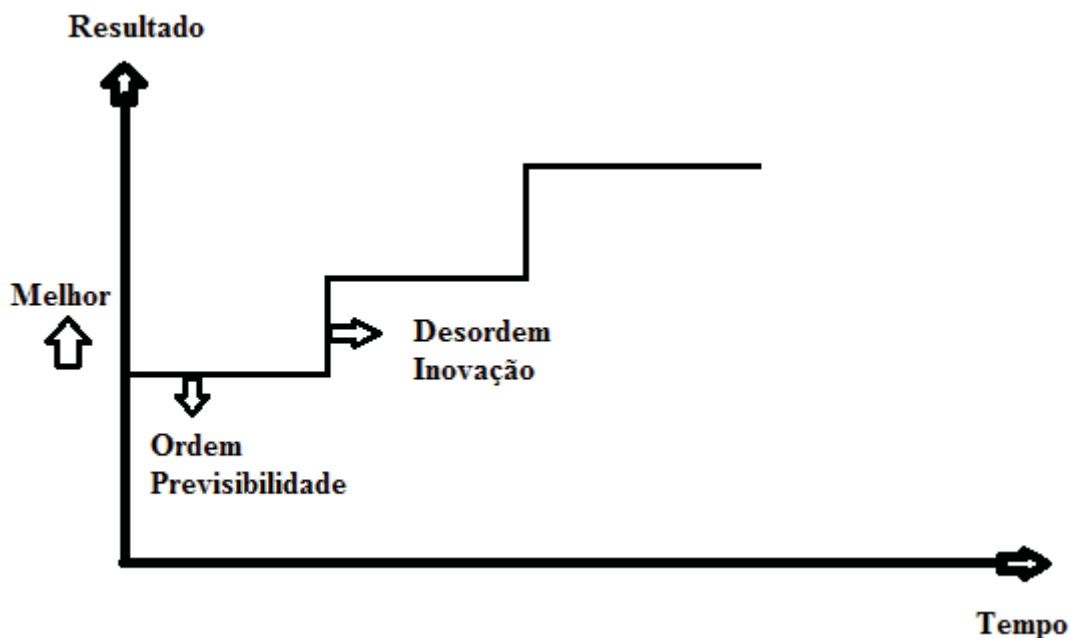 Resultado
Melhor
Desordem
Inovação
Ordem
Previsibilidade
Tempo